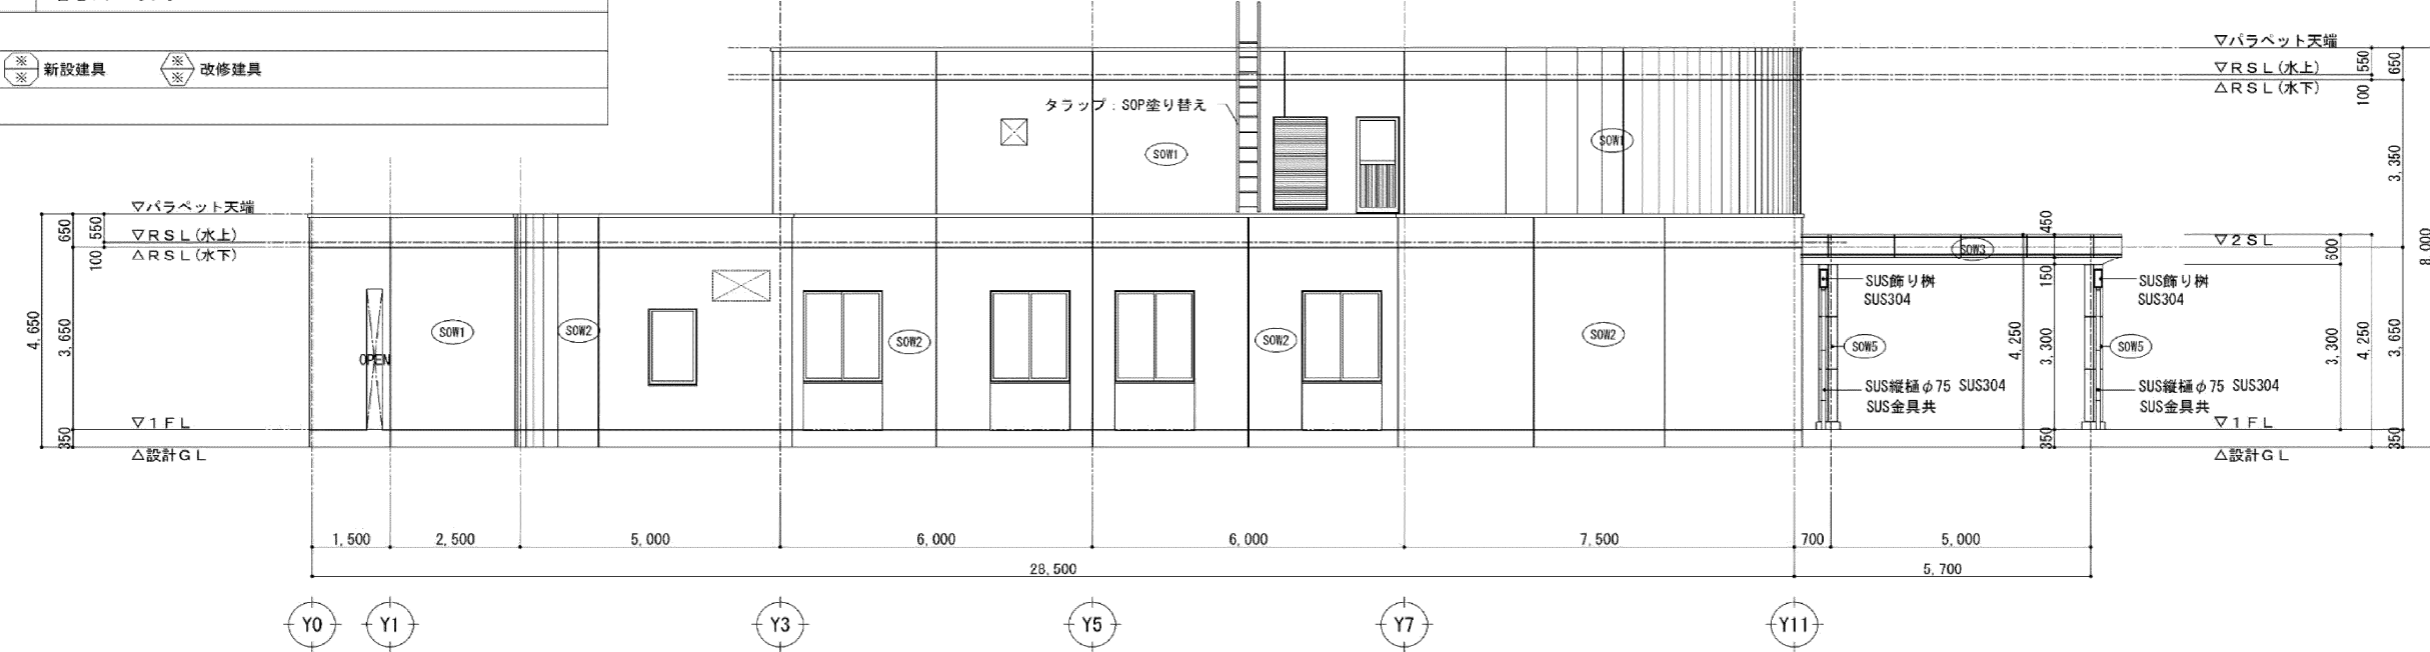 ※
※
新設建具
※
※
改修建具
▽パラペット天端
▽RSL(水上)
△RSL(水下)
550
650
100
3,350
タラップ：SOP塗り替え
SOW1
SOW1
▽パラペット天端
▽RSL(水上)
△RSL(水下)
650
550
100
4,650
3,650
350
▽1FL
△設計GL
OPEN
SOW1
SOW2
SOW2
SOW2
SOW2
SOW3
450
150
3,300
4,250
350
SUS飾り桝
SUS304
SUS飾り桝
SUS304
SOW5
SOW5
SUS縦樋φ75 SUS304
SUS金具共
SUS縦樋φ75 SUS304
SUS金具共
▽2SL
600
3,300
4,250
3,650
8,000
350
▽1FL
△設計GL
1,500
2,500
5,000
6,000
6,000
7,500
700
5,000
28,500
5,700
Y0
Y1
Y3
Y5
Y7
Y11